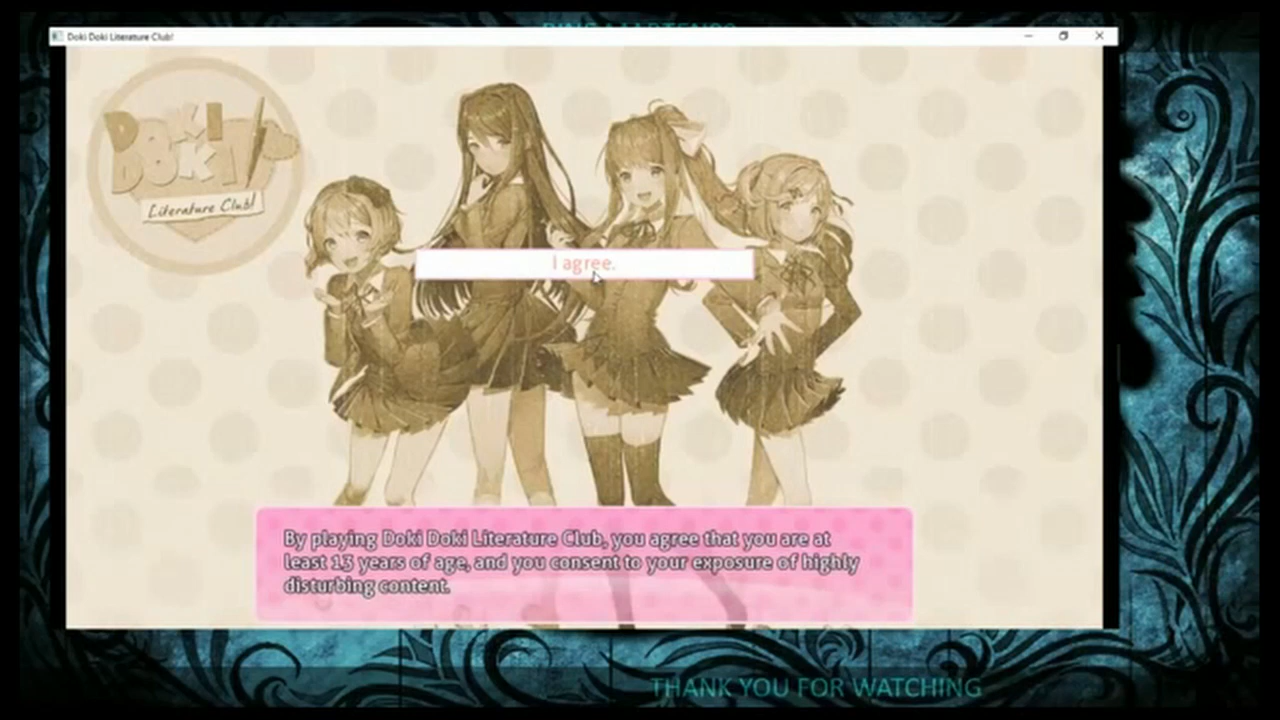 Doki Doki Literature Club!
DOKI
DOKI
Literature Club!
I agree.
By playing Doki Doki Literature Club, you agree that you are at
least 13 years of age, and you consent to your exposure of highly
disturbing content.
THANK YOU FOR WATCHING